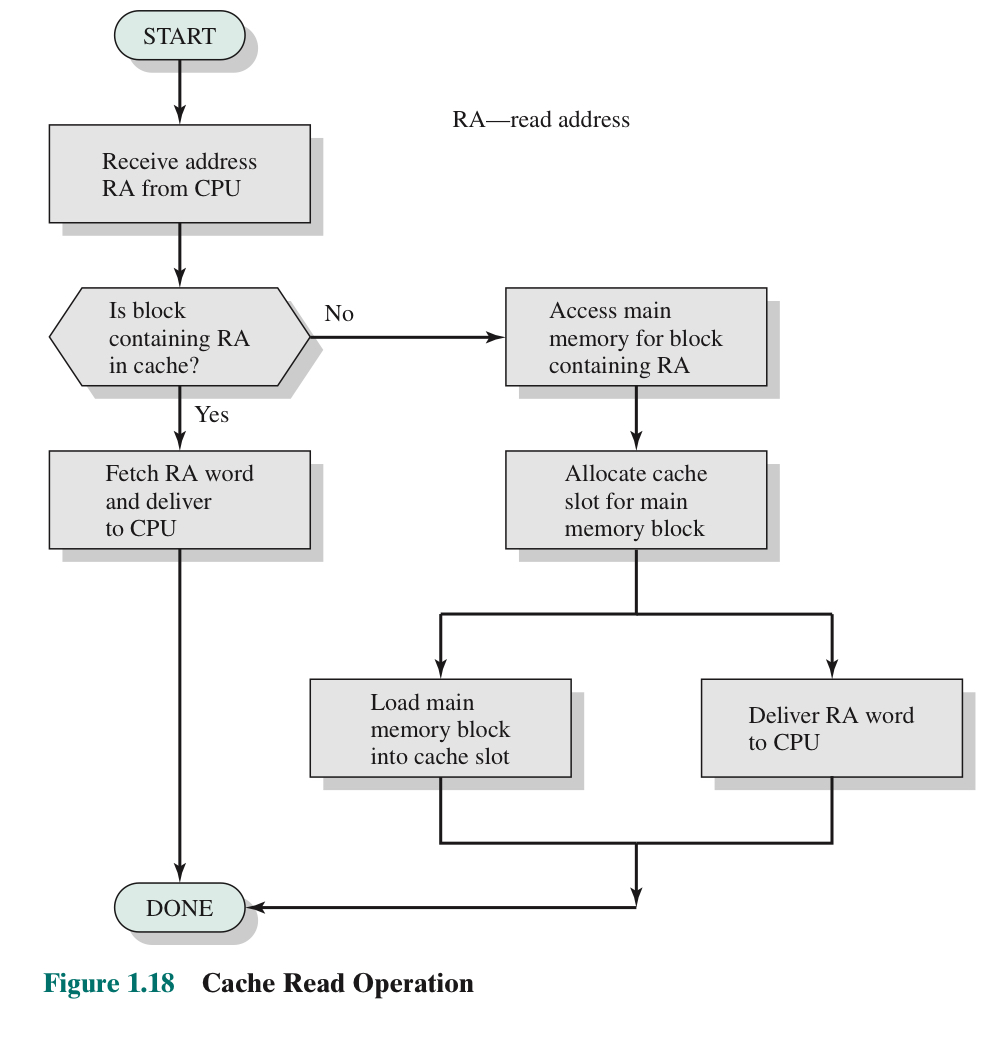 START
RA—read address
Receive address
RA from CPU
Is block
containing RA
in cache?
No
Access main
memory for block
containing RA
Yes
Fetch RA word
and deliver
to CPU
Allocate cache
slot for main
memory block
Load main
memory block
into cache slot
Deliver RA word
to CPU
DONE
Figure 1.18 Cache Read Operation